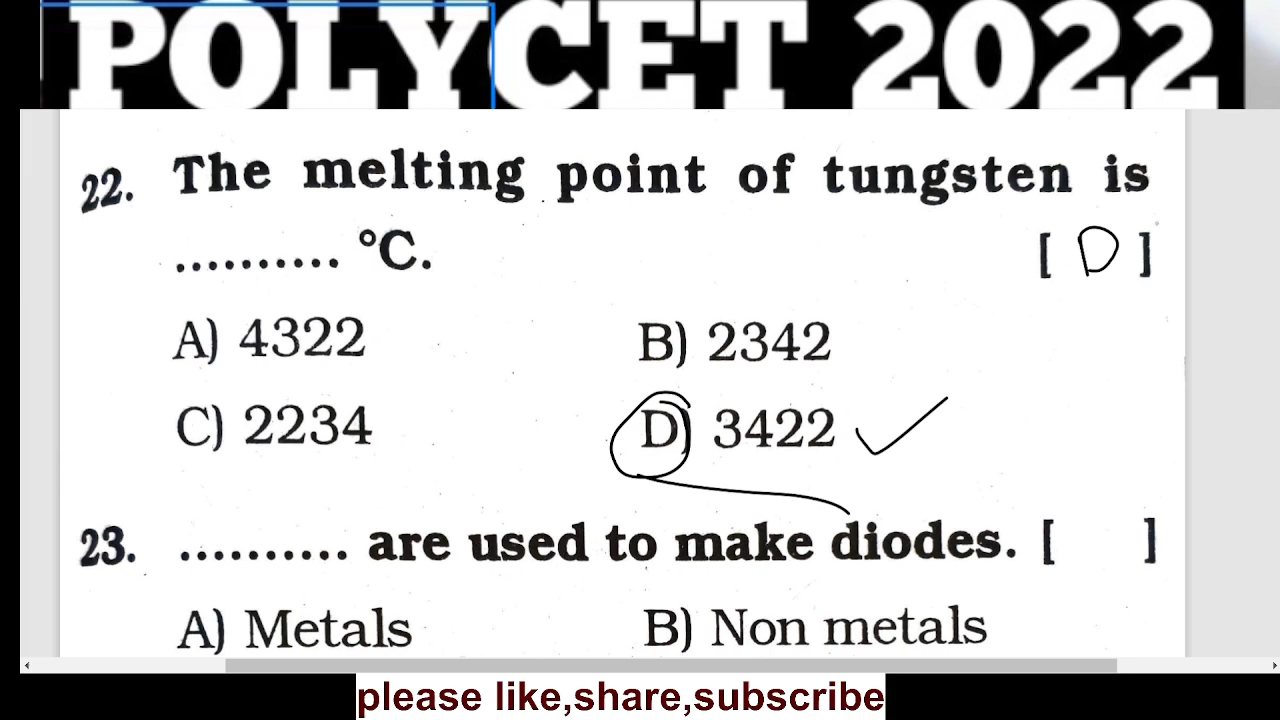 POLYCET 2022
22. The melting point of tungsten is
.......... °C. [ D ]
A) 4322 B) 2342
C) 2234 D) 3422
23. .......... are used to make diodes. [ ]
A) Metals B) Non metals
please like,share,subscribe